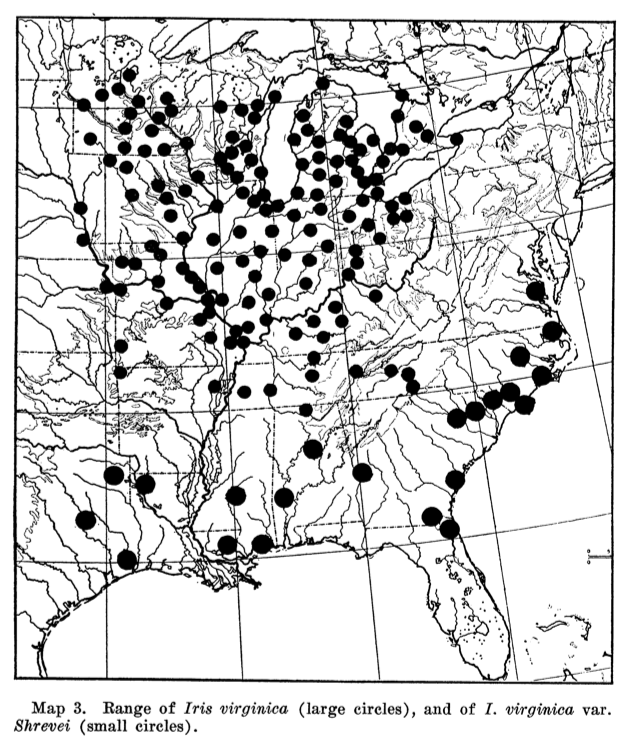 Map 3. Range of Iris virginica (large circles), and of I. virginica var.
Shrevei (small circles).